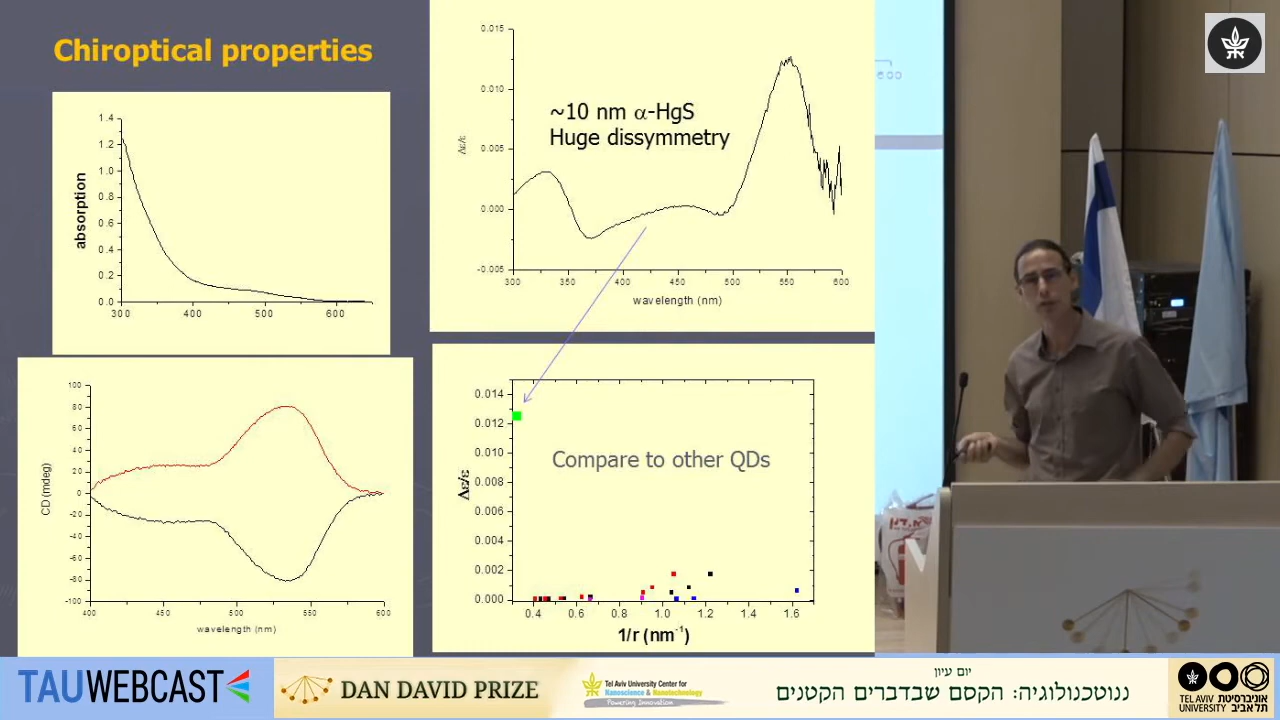 Chiroptical properties
1.4
1.2
1.0
0.8
0.6
0.4
0.2
0.0
absorption
300
400
500
600
0.015
0.010
0.005
0.000
-0.005
Δε/ε
~10 nm α-HgS
Huge dissymmetry
300
350
400
450
500
550
600
wavelength (nm)
100
80
60
40
20
0
-20
-40
-60
-80
-100
CD (mdeg)
400
450
500
550
600
wavelength (nm)
0.014
0.012
0.010
0.008
0.006
0.004
0.002
0.000
Δε/ε
Compare to other QDs
0.4
0.6
0.8
1.0
1.2
1.4
1.6
1/r (nm⁻¹)
600
TAUWEBCAST
DAN DAVID PRIZE
Tel Aviv University Center for
Nanoscience & Nanotechnology
Powering Innovation
יום עיון
ננוטכנולוגיה: הקסם שבדברים הקטנים
TEL AVIV אוניברסיטת
UNIVERSITY תל אביב